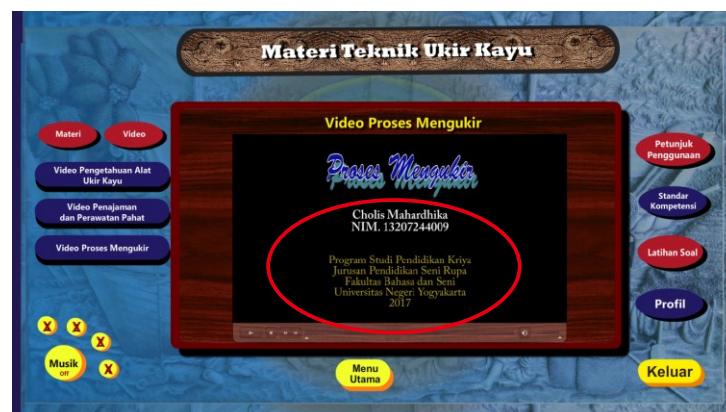 Materi Teknik Ukir Kayu
Materi
Video
Video Pengetahuan Alat
Ukir Kayu
Video Penajaman
dan Perawatan Pahat
Video Proses Mengukir
Video Proses Mengukir
Proses Mengukir
Cholis Mahardhika
NIM. 13207244009
Program Studi Pendidikan Kriya
Jurusan Pendidikan Seni Rupa
Fakultas Bahasa dan Seni
Universitas Negeri Yogyakarta
2017
Petunjuk
Penggunaan
Standar
Kompetensi
Latihan Soal
Profil
X
X
X
X
Musik
off
Menu
Utama
Keluar